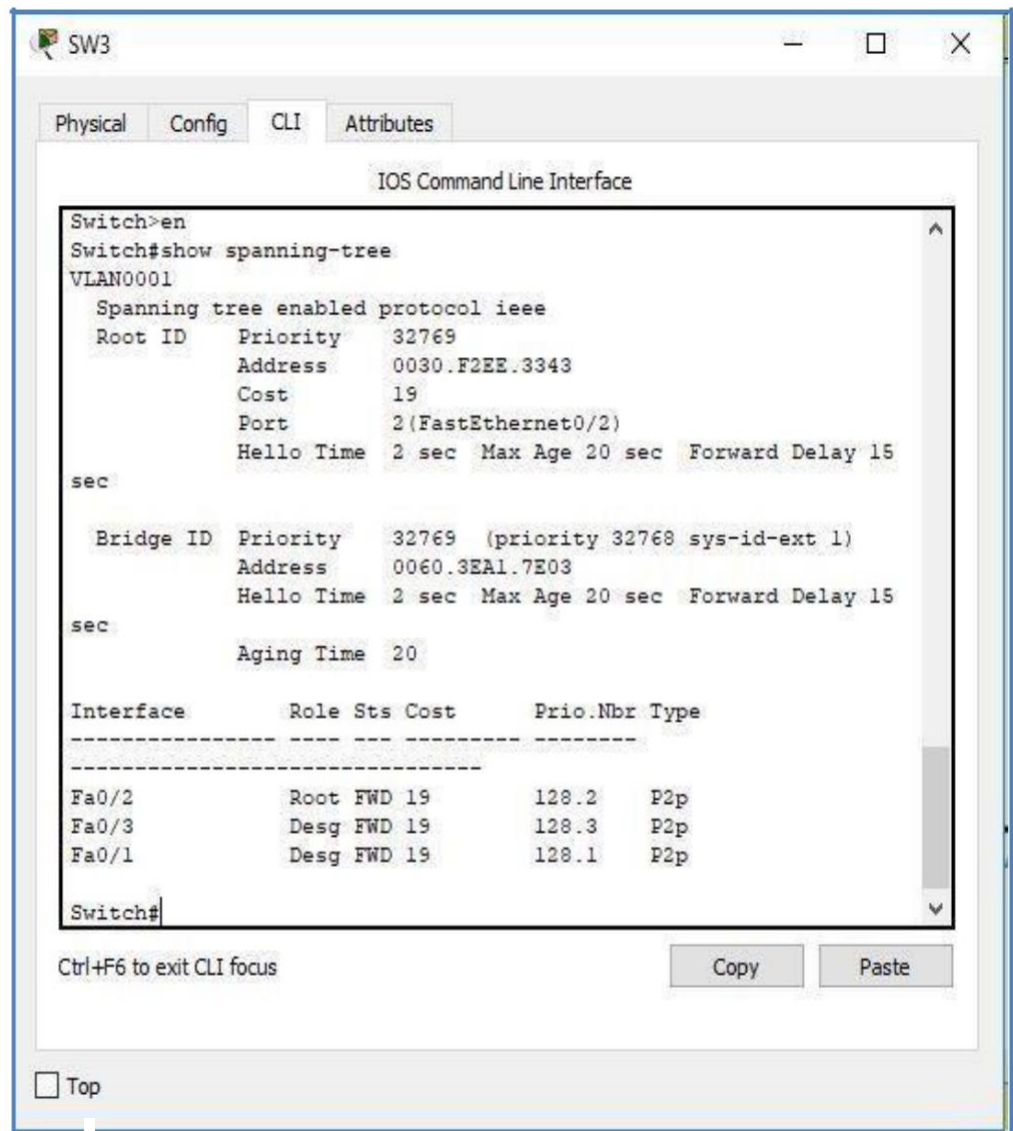 SW3
Physical Config CLI Attributes
IOS Command Line Interface
Switch>en
Switch#show spanning-tree
VLAN0001
  Spanning tree enabled protocol ieee
  Root ID    Priority    32769
             Address     0030.F2EE.3343
             Cost        19
             Port        2(FastEthernet0/2)
             Hello Time  2 sec  Max Age 20 sec  Forward Delay 15
sec

  Bridge ID  Priority    32769  (priority 32768 sys-id-ext 1)
             Address     0060.3EA1.7E03
             Hello Time  2 sec  Max Age 20 sec  Forward Delay 15
sec
             Aging Time  20

Interface        Role Sts Cost      Prio.Nbr Type
---------------- ---- --- --------- --------
--------------------------------
Fa0/2            Root FWD 19        128.2    P2p
Fa0/3            Desg FWD 19        128.3    P2p
Fa0/1            Desg FWD 19        128.1    P2p

Switch#
Ctrl+F6 to exit CLI focus
Copy Paste
Top